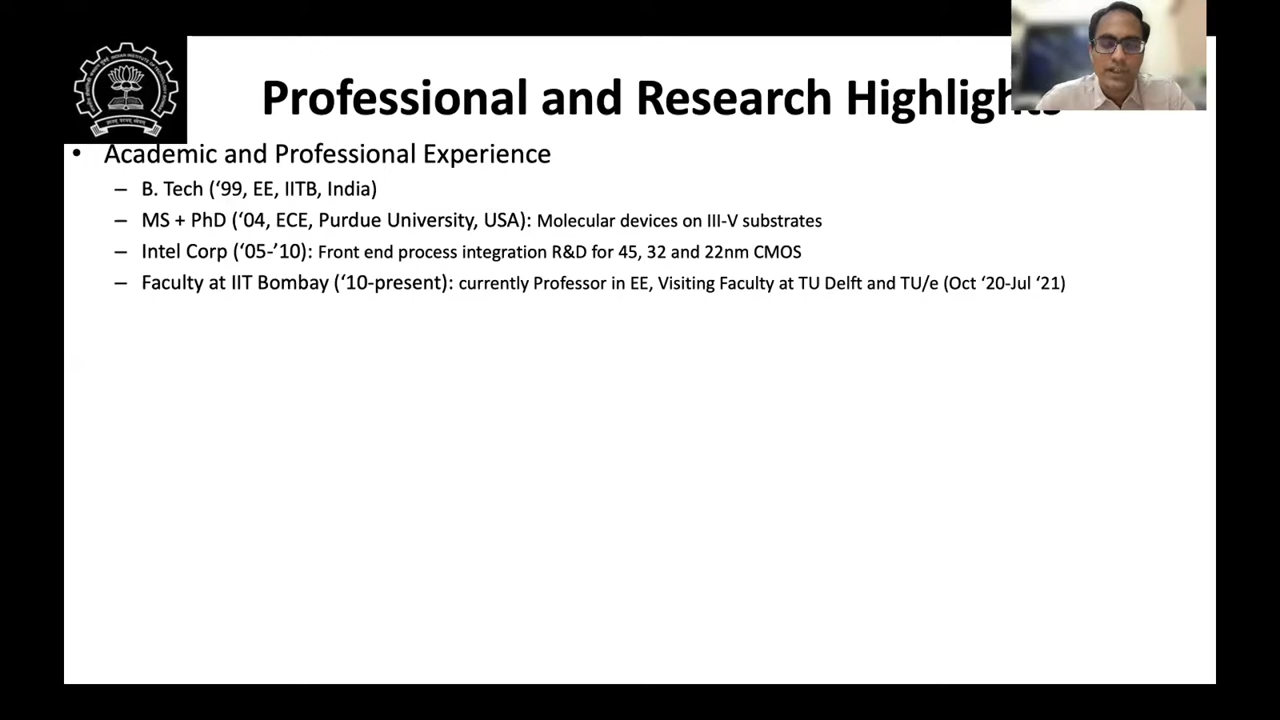 Professional and Research Highlights
• Academic and Professional Experience
– B. Tech (‘99, EE, IITB, India)
– MS + PhD (‘04, ECE, Purdue University, USA): Molecular devices on III-V substrates
– Intel Corp (‘05-’10): Front end process integration R&D for 45, 32 and 22nm CMOS
– Faculty at IIT Bombay (‘10-present): currently Professor in EE, Visiting Faculty at TU Delft and TU/e (Oct ‘20-Jul ‘21)